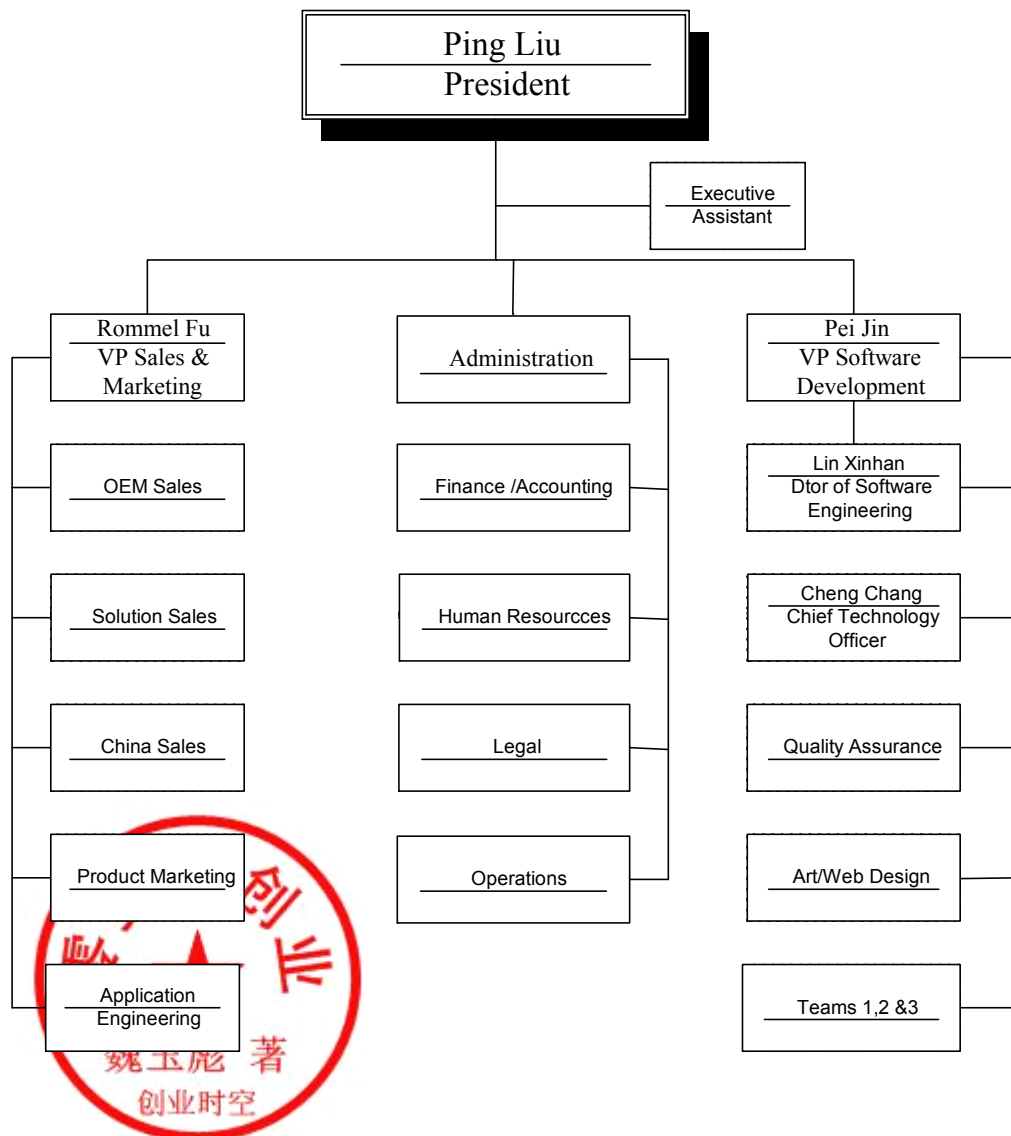 Ping Liu
President
Executive
Assistant
Rommel Fu
VP Sales &
Marketing
Administration
Pei Jin
VP Software
Development
OEM Sales
Finance /Accounting
Lin Xinhan
Dtor of Software
Engineering
Solution Sales
Human Resourcces
Cheng Chang
Chief Technology
Officer
China Sales
Legal
Quality Assurance
Product Marketing
Operations
Art/Web Design
Application
Engineering
Teams 1,2 &3
创业
魏玉彪 著
创业时空